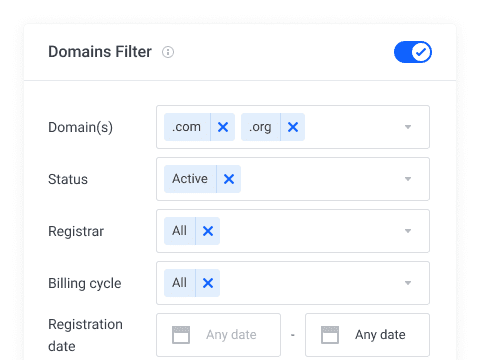 Domains Filter
Domain(s) .com .org
Status Active
Registrar All
Billing cycle All
Registration date Any date - Any date